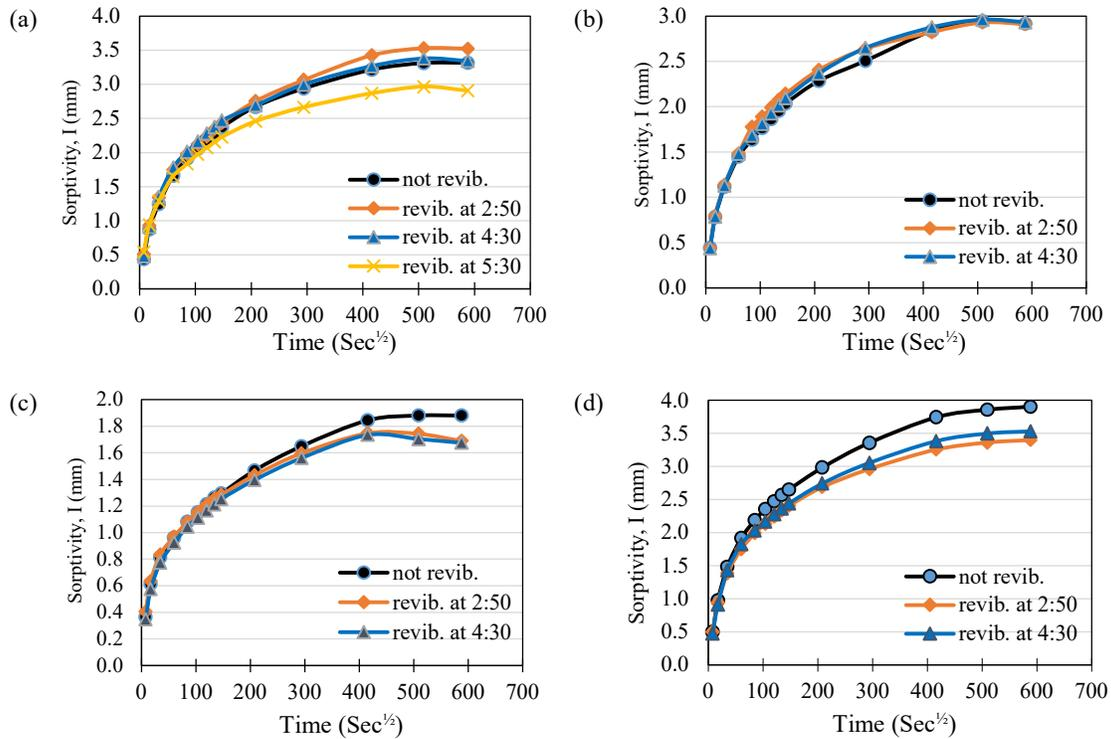 (a)
4.0
3.5
3.0
2.5
2.0
1.5
1.0
0.5
0.0
Sorptivity, I (mm)
not revib.
revib. at 2:50
revib. at 4:30
revib. at 5:30
0 100 200 300 400 500 600 700
Time (Sec½)
(b)
3.0
2.5
2.0
1.5
1.0
0.5
0.0
Sorptivity, I (mm)
not revib.
revib. at 2:50
revib. at 4:30
0 100 200 300 400 500 600 700
Time (Sec½)
(c)
2.0
1.8
1.6
1.4
1.2
1.0
0.8
0.6
0.4
0.2
0.0
Sorptivity, I (mm)
not revib.
revib. at 2:50
revib. at 4:30
0 100 200 300 400 500 600 700
Time (Sec½)
(d)
4.0
3.5
3.0
2.5
2.0
1.5
1.0
0.5
0.0
Sorptivity, I (mm)
not revib.
revib. at 2:50
revib. at 4:30
0 100 200 300 400 500 600 700
Time (Sec½)